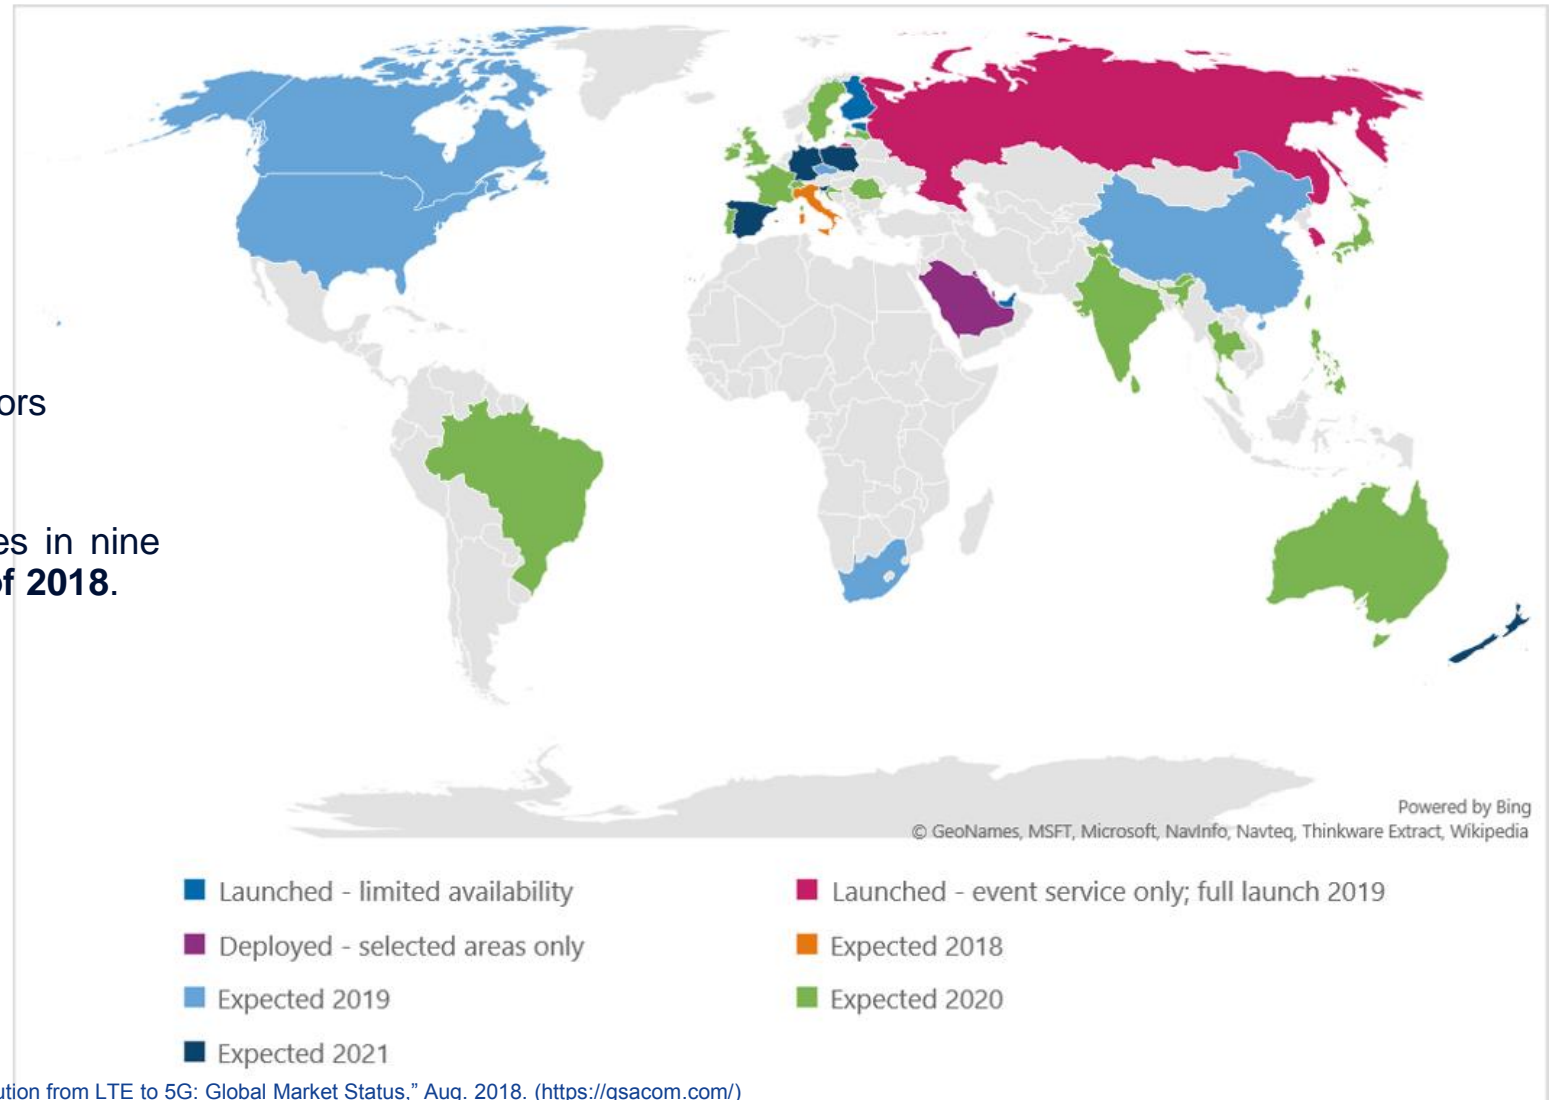 ors
es in nine
of 2018.
Powered by Bing
© GeoNames, MSFT, Microsoft, NavInfo, Navteq, Thinkware Extract, Wikipedia
Launched - limited availability
Launched - event service only; full launch 2019
Deployed - selected areas only
Expected 2018
Expected 2019
Expected 2020
Expected 2021
ution from LTE to 5G: Global Market Status,” Aug. 2018. (https://gsacom.com/)